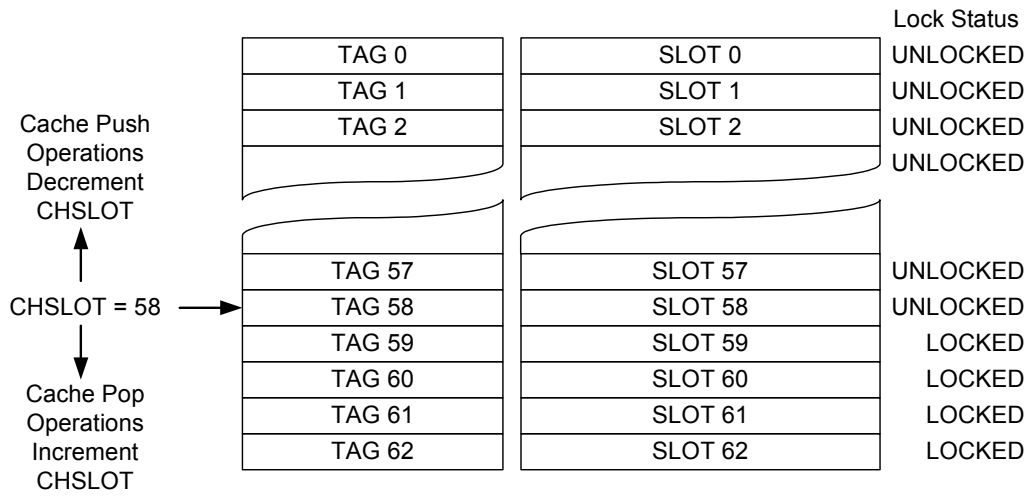 Lock Status
TAG 0 SLOT 0 UNLOCKED
TAG 1 SLOT 1 UNLOCKED
TAG 2 SLOT 2 UNLOCKED
UNLOCKED
Cache Push
Operations
Decrement
CHSLOT
TAG 57 SLOT 57 UNLOCKED
CHSLOT = 58 TAG 58 SLOT 58 UNLOCKED
TAG 59 SLOT 59 LOCKED
TAG 60 SLOT 60 LOCKED
TAG 61 SLOT 61 LOCKED
TAG 62 SLOT 62 LOCKED
Cache Pop
Operations
Increment
CHSLOT